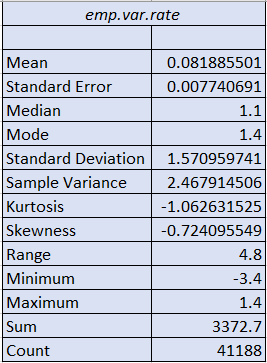 emp.var.rate
Mean 0.081885501
Standard Error 0.007740691
Median 1.1
Mode 1.4
Standard Deviation 1.570959741
Sample Variance 2.467914506
Kurtosis -1.062631525
Skewness -0.724095549
Range 4.8
Minimum -3.4
Maximum 1.4
Sum 3372.7
Count 41188